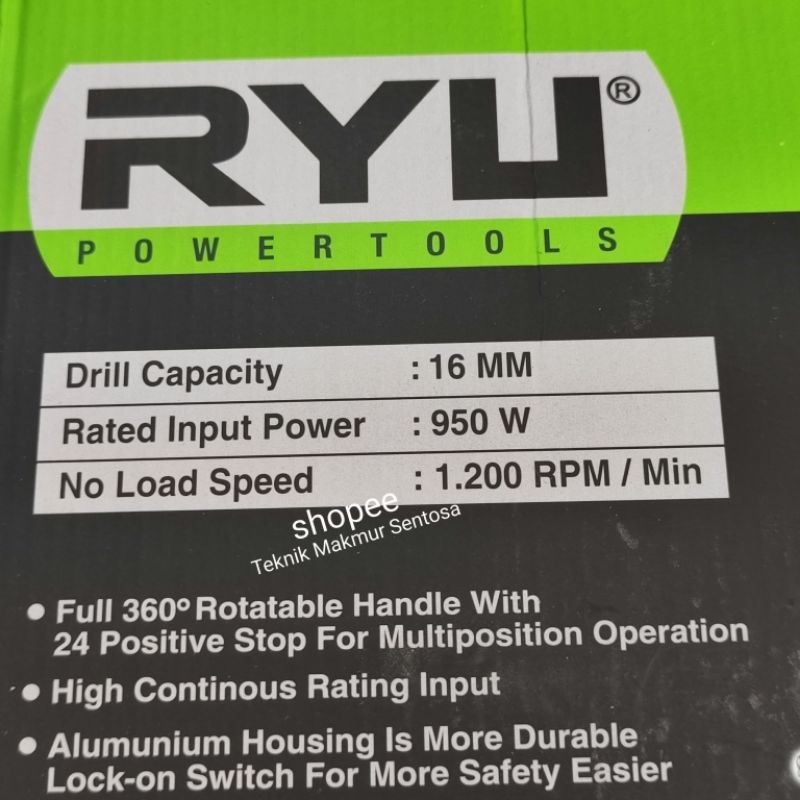 RYU®
POWERTOOLS
Drill Capacity : 16 MM
Rated Input Power : 950 W
No Load Speed : 1.200 RPM / Min
shopee
Teknik Makmur Sentosa
• Full 360° Rotatable Handle With
24 Positive Stop For Multiposition Operation
• High Continous Rating Input
• Alumunium Housing Is More Durable
Lock-on Switch For More Safety Easier